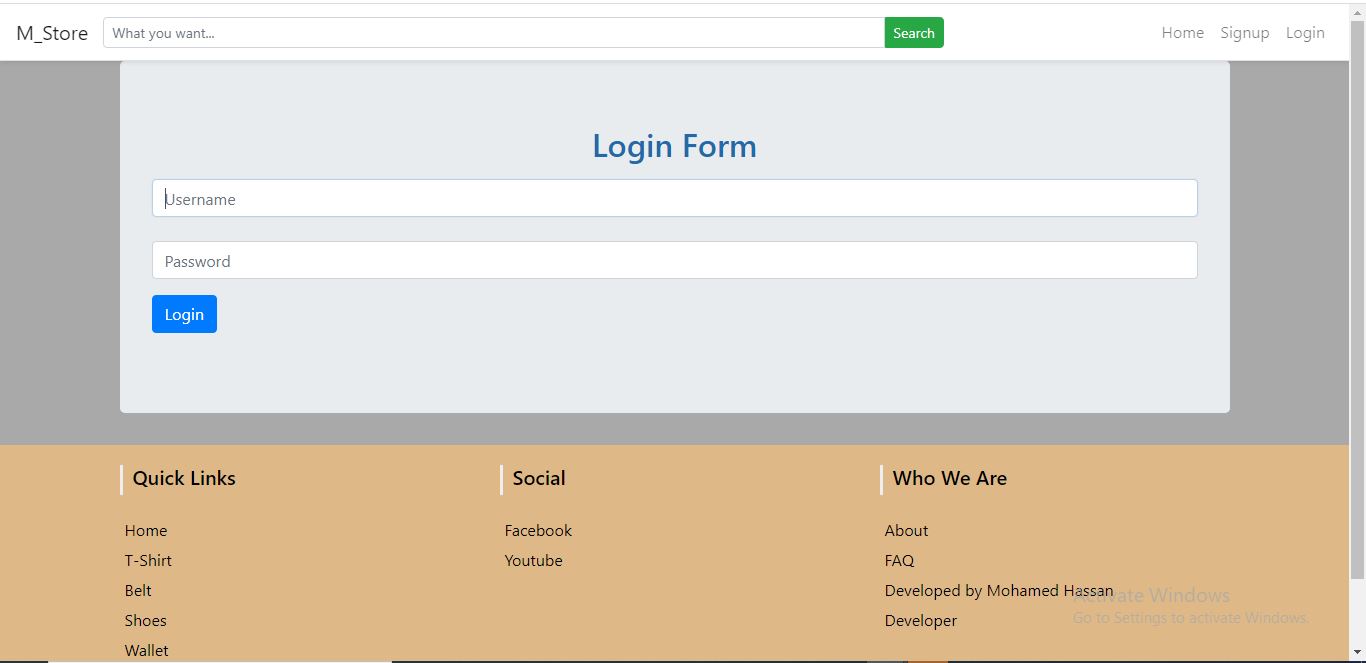 M_Store What you want... Search Home Signup Login
Login Form
Username
Password
Login
Quick Links
Home
T-Shirt
Belt
Shoes
Wallet
Social
Facebook
Youtube
Who We Are
About
FAQ
Developed by Mohamed Hassan
Developer
Activate Windows
Go to Settings to activate Windows.